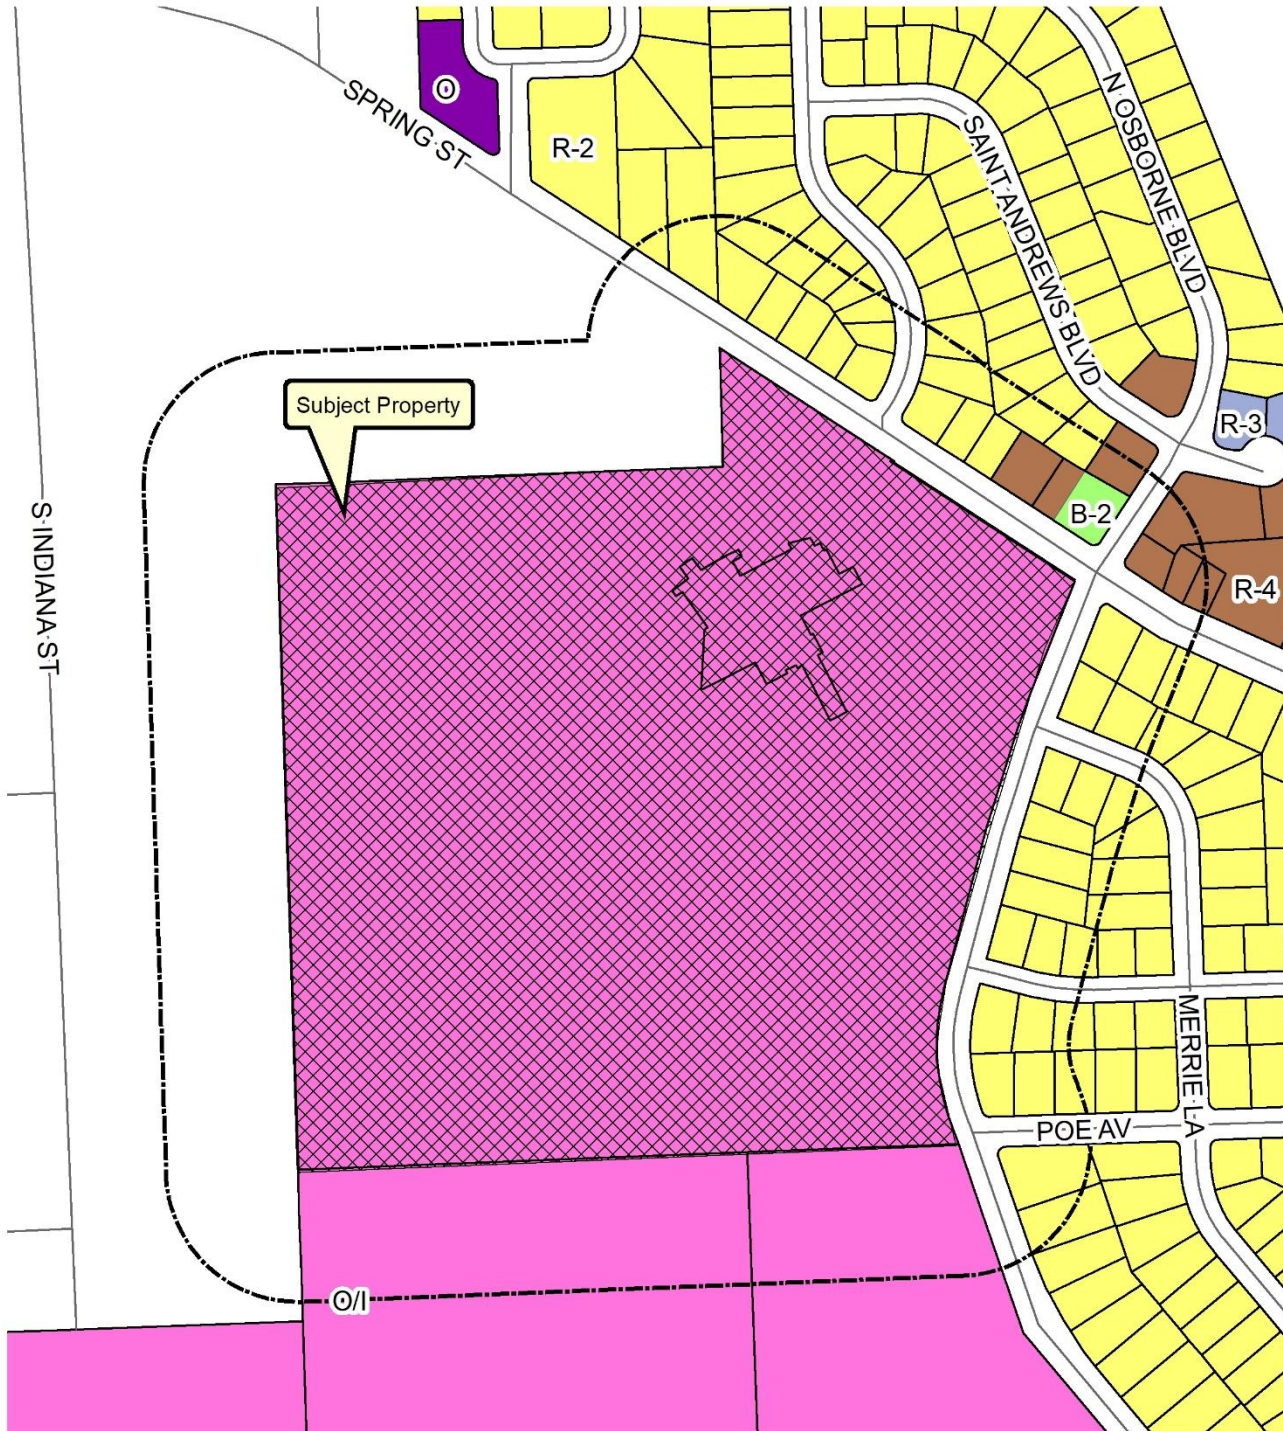 O
SPRING ST
R-2
N OSBORNE BLVD
SAINT ANDREWS BLVD
Subject Property
R-3
B-2
S INDIANA ST
R-4
MERRIE LA
POE AV
O/I